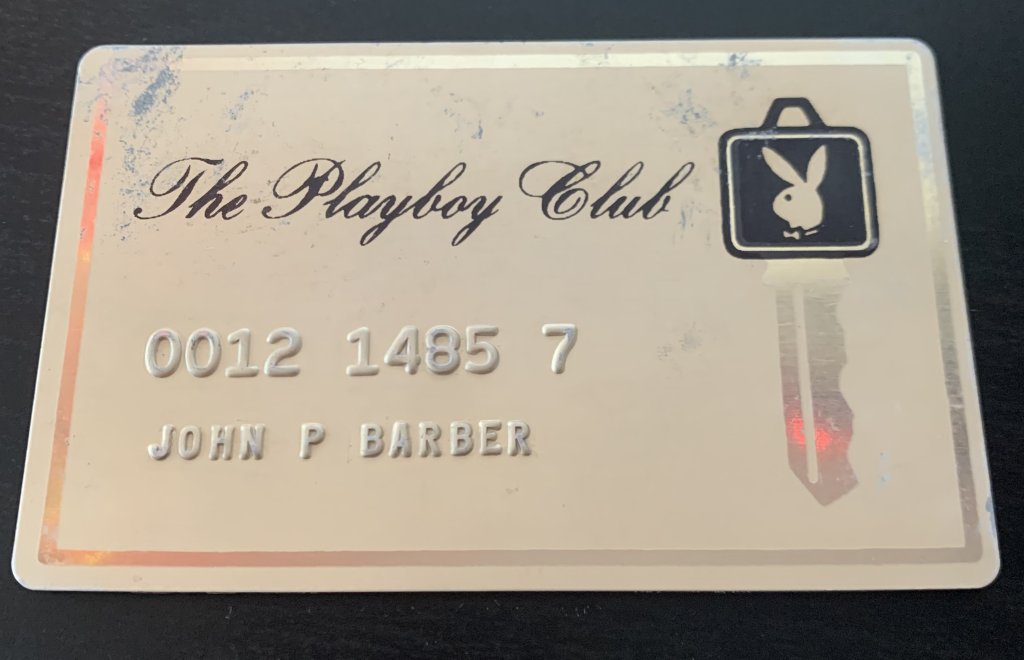 The Playboy Club
0012 1485 7
JOHN P BARBER